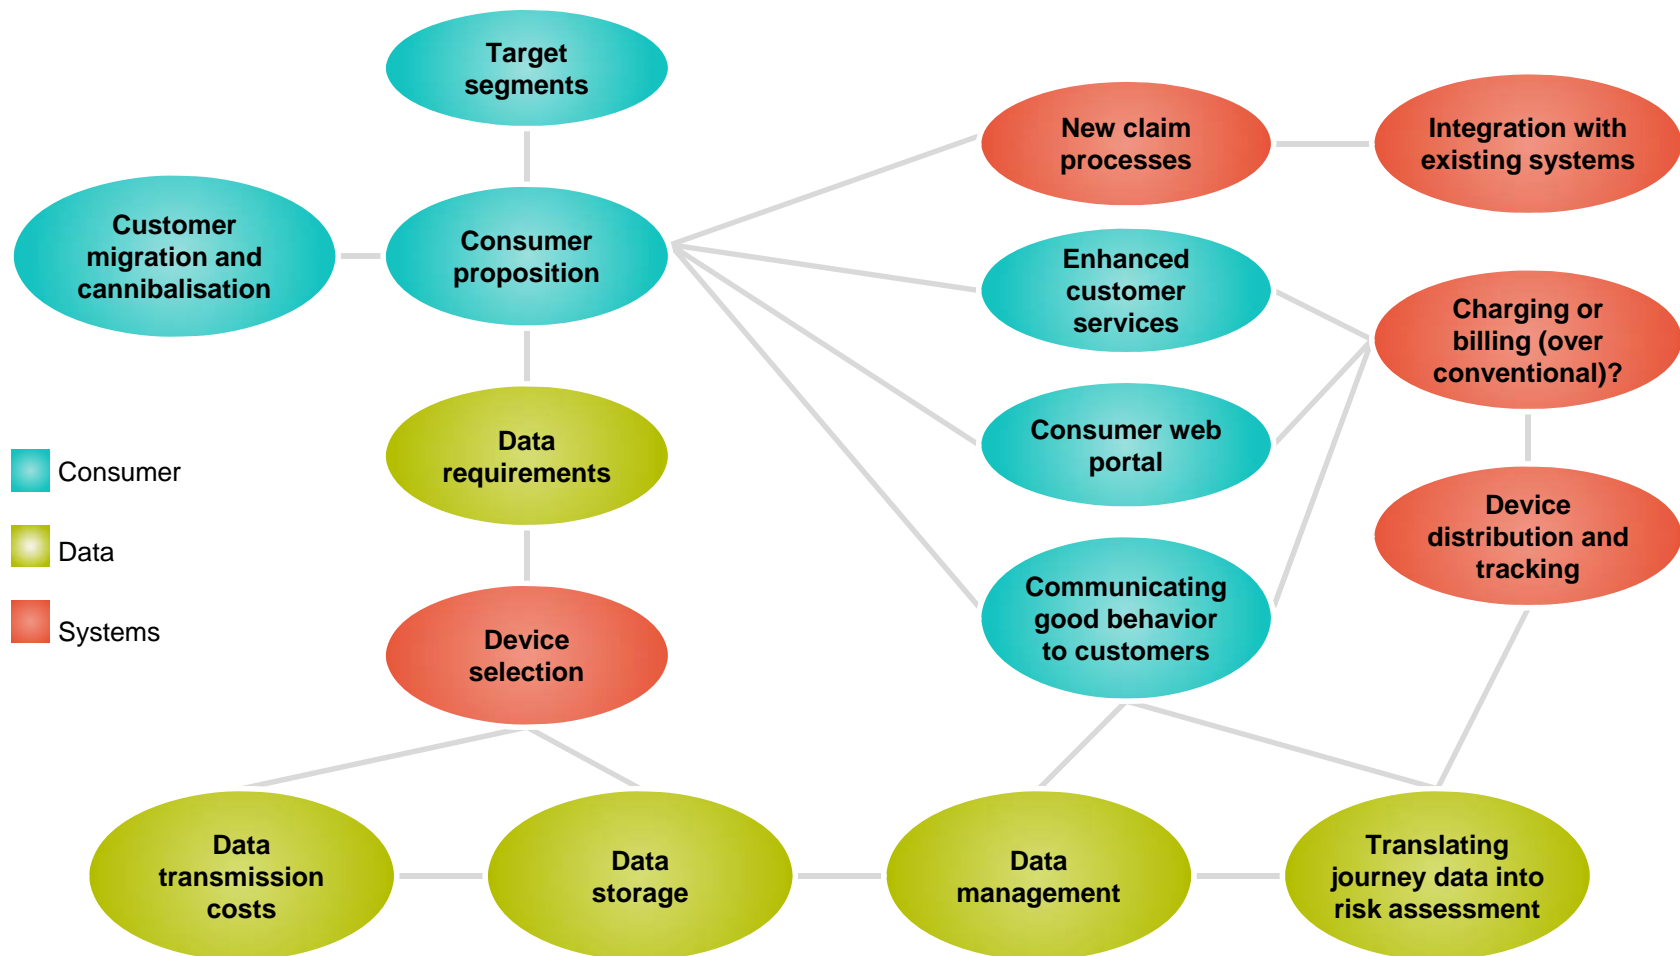 Target
segments
New claim
processes
Integration with
existing systems
Customer
migration and
cannibalisation
Consumer
proposition
Enhanced
customer
services
Charging or
billing (over
conventional)?
Data
requirements
Consumer web
portal
Consumer
Data
Systems
Device
distribution and
tracking
Communicating
good behavior
to customers
Device
selection
Data
transmission
costs
Data
storage
Data
management
Translating
journey data into
risk assessment